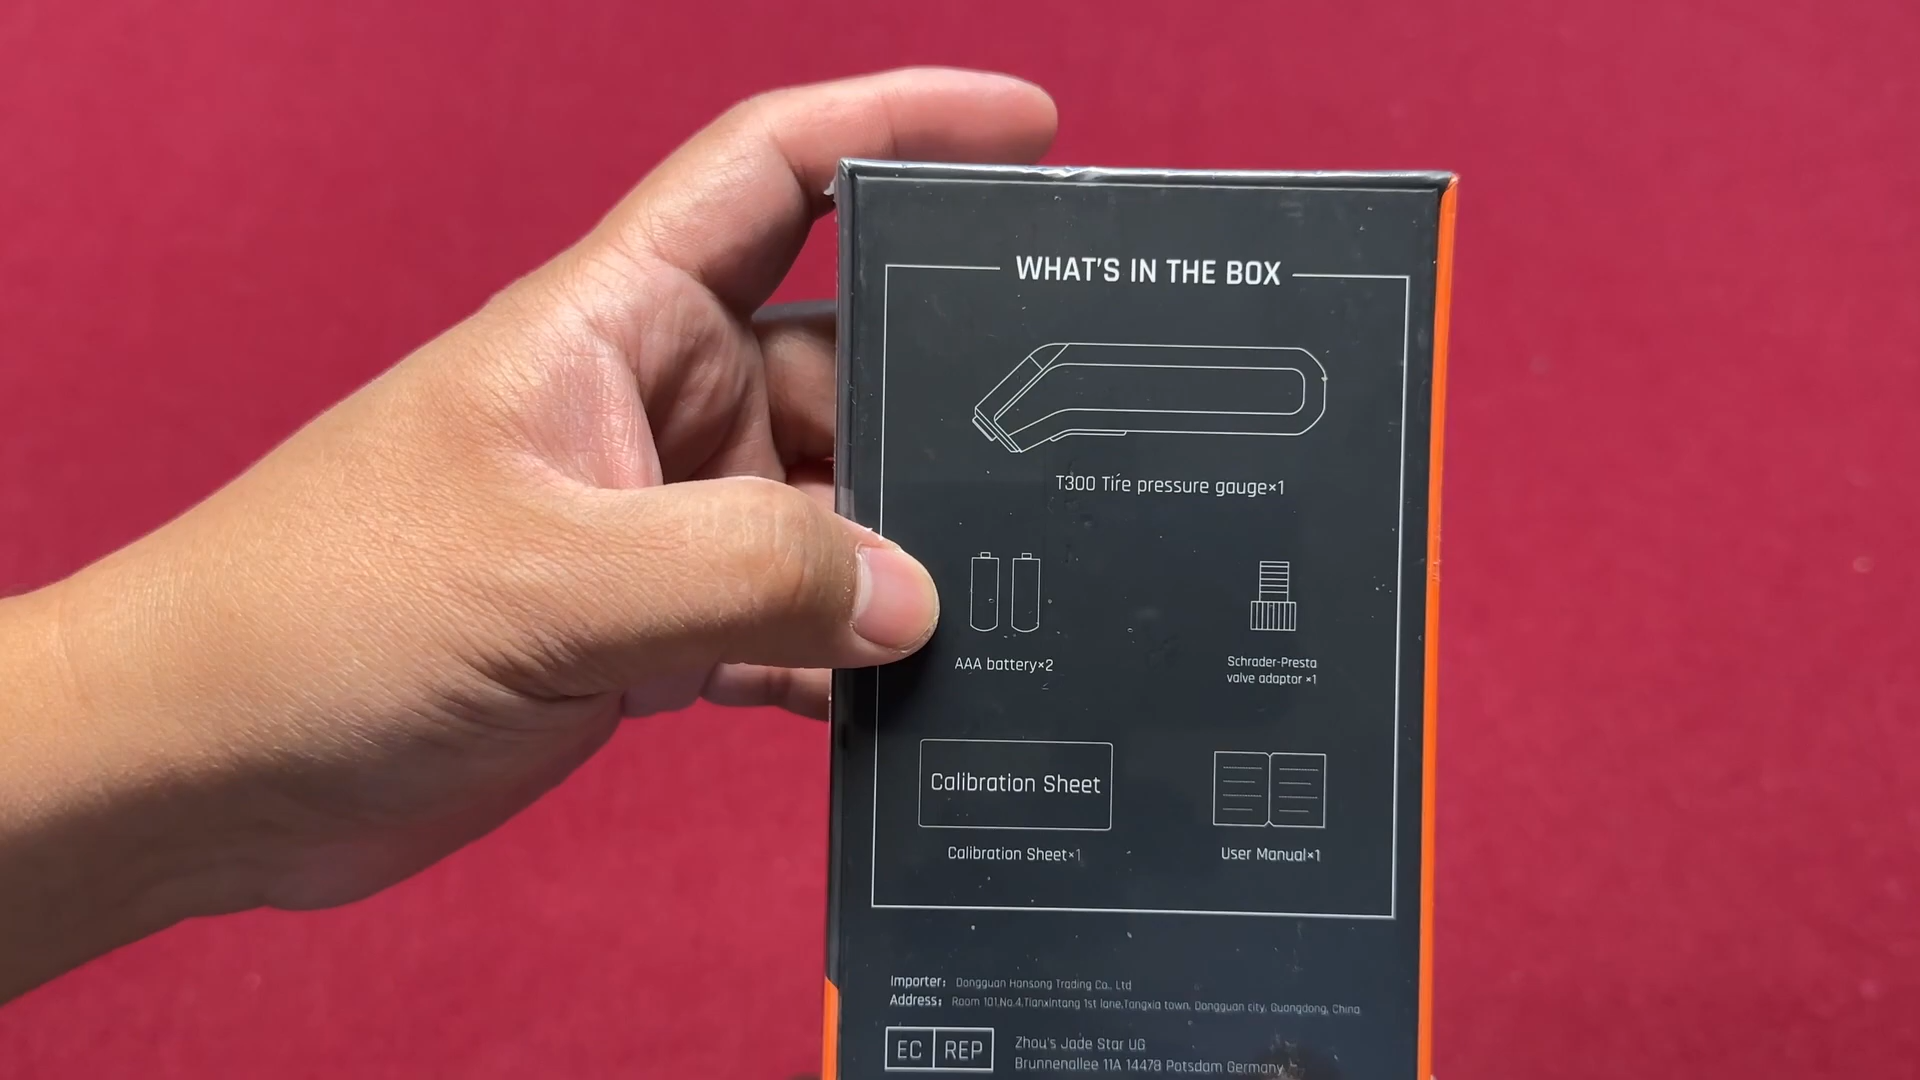 WHAT'S IN THE BOX
T300 Tire pressure gauge×1
AAA battery×2
Schrader-Presta
valve adaptor ×1
Calibration Sheet
Calibration Sheet×1
User Manual×1
Importer: Dongguan Hansong Trading Co., Ltd
Address: Room 101,No.4,Tianxintang 1st lane,Tangxia town, Dongguan city, Guangdong, China
EC REP
Zhou's Jade Star UG
Brunnenallee 11A 14478 Potsdam Germany